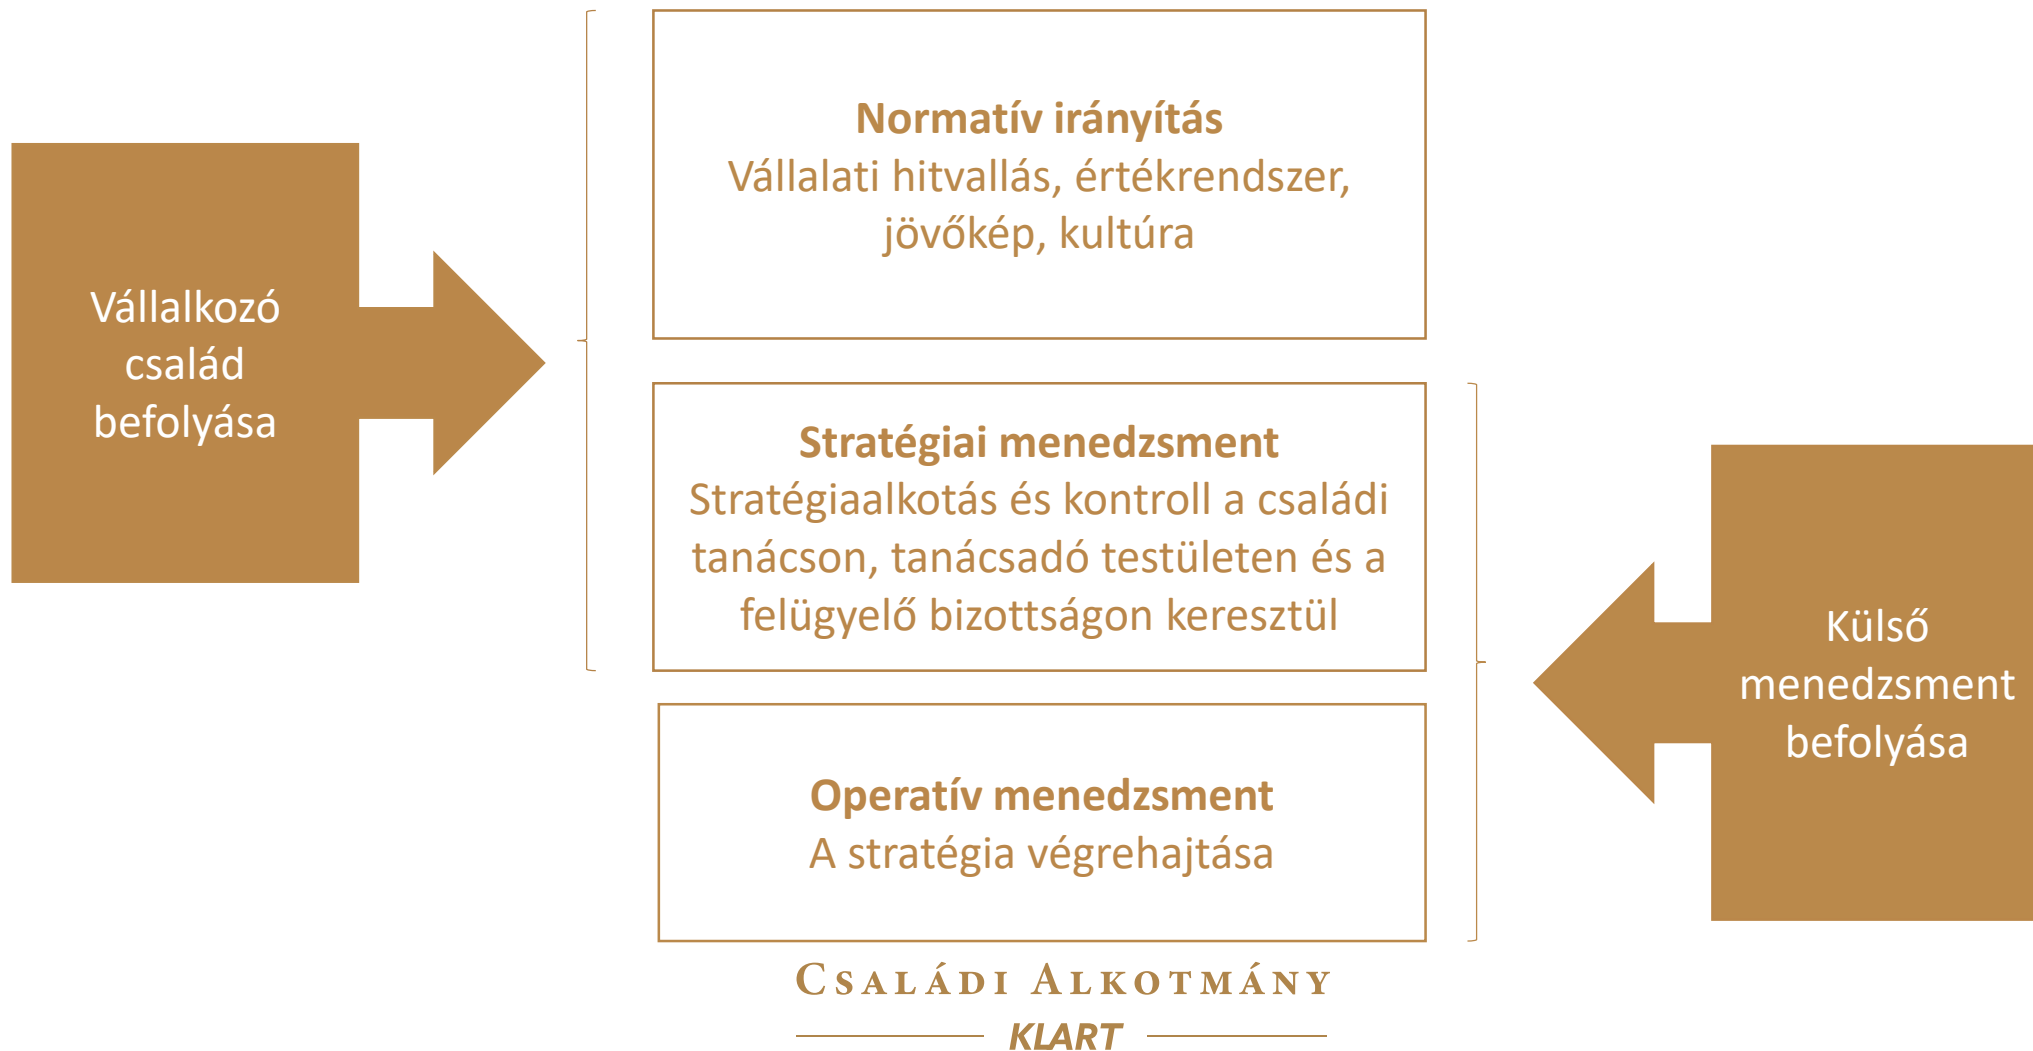 Vállalkozó
család
befolyása
Normatív irányítás
Vállalati hitvallás, értékrendszer,
jövőkép, kultúra
Stratégiai menedzsment
Stratégiaalkotás és kontroll a családi
tanácson, tanácsadó testületen és a
felügyelő bizottságon keresztül
Operatív menedzsment
A stratégia végrehajtása
Külső
menedzsment
befolyása
CSALÁDI ALKOTMÁNY
KLART